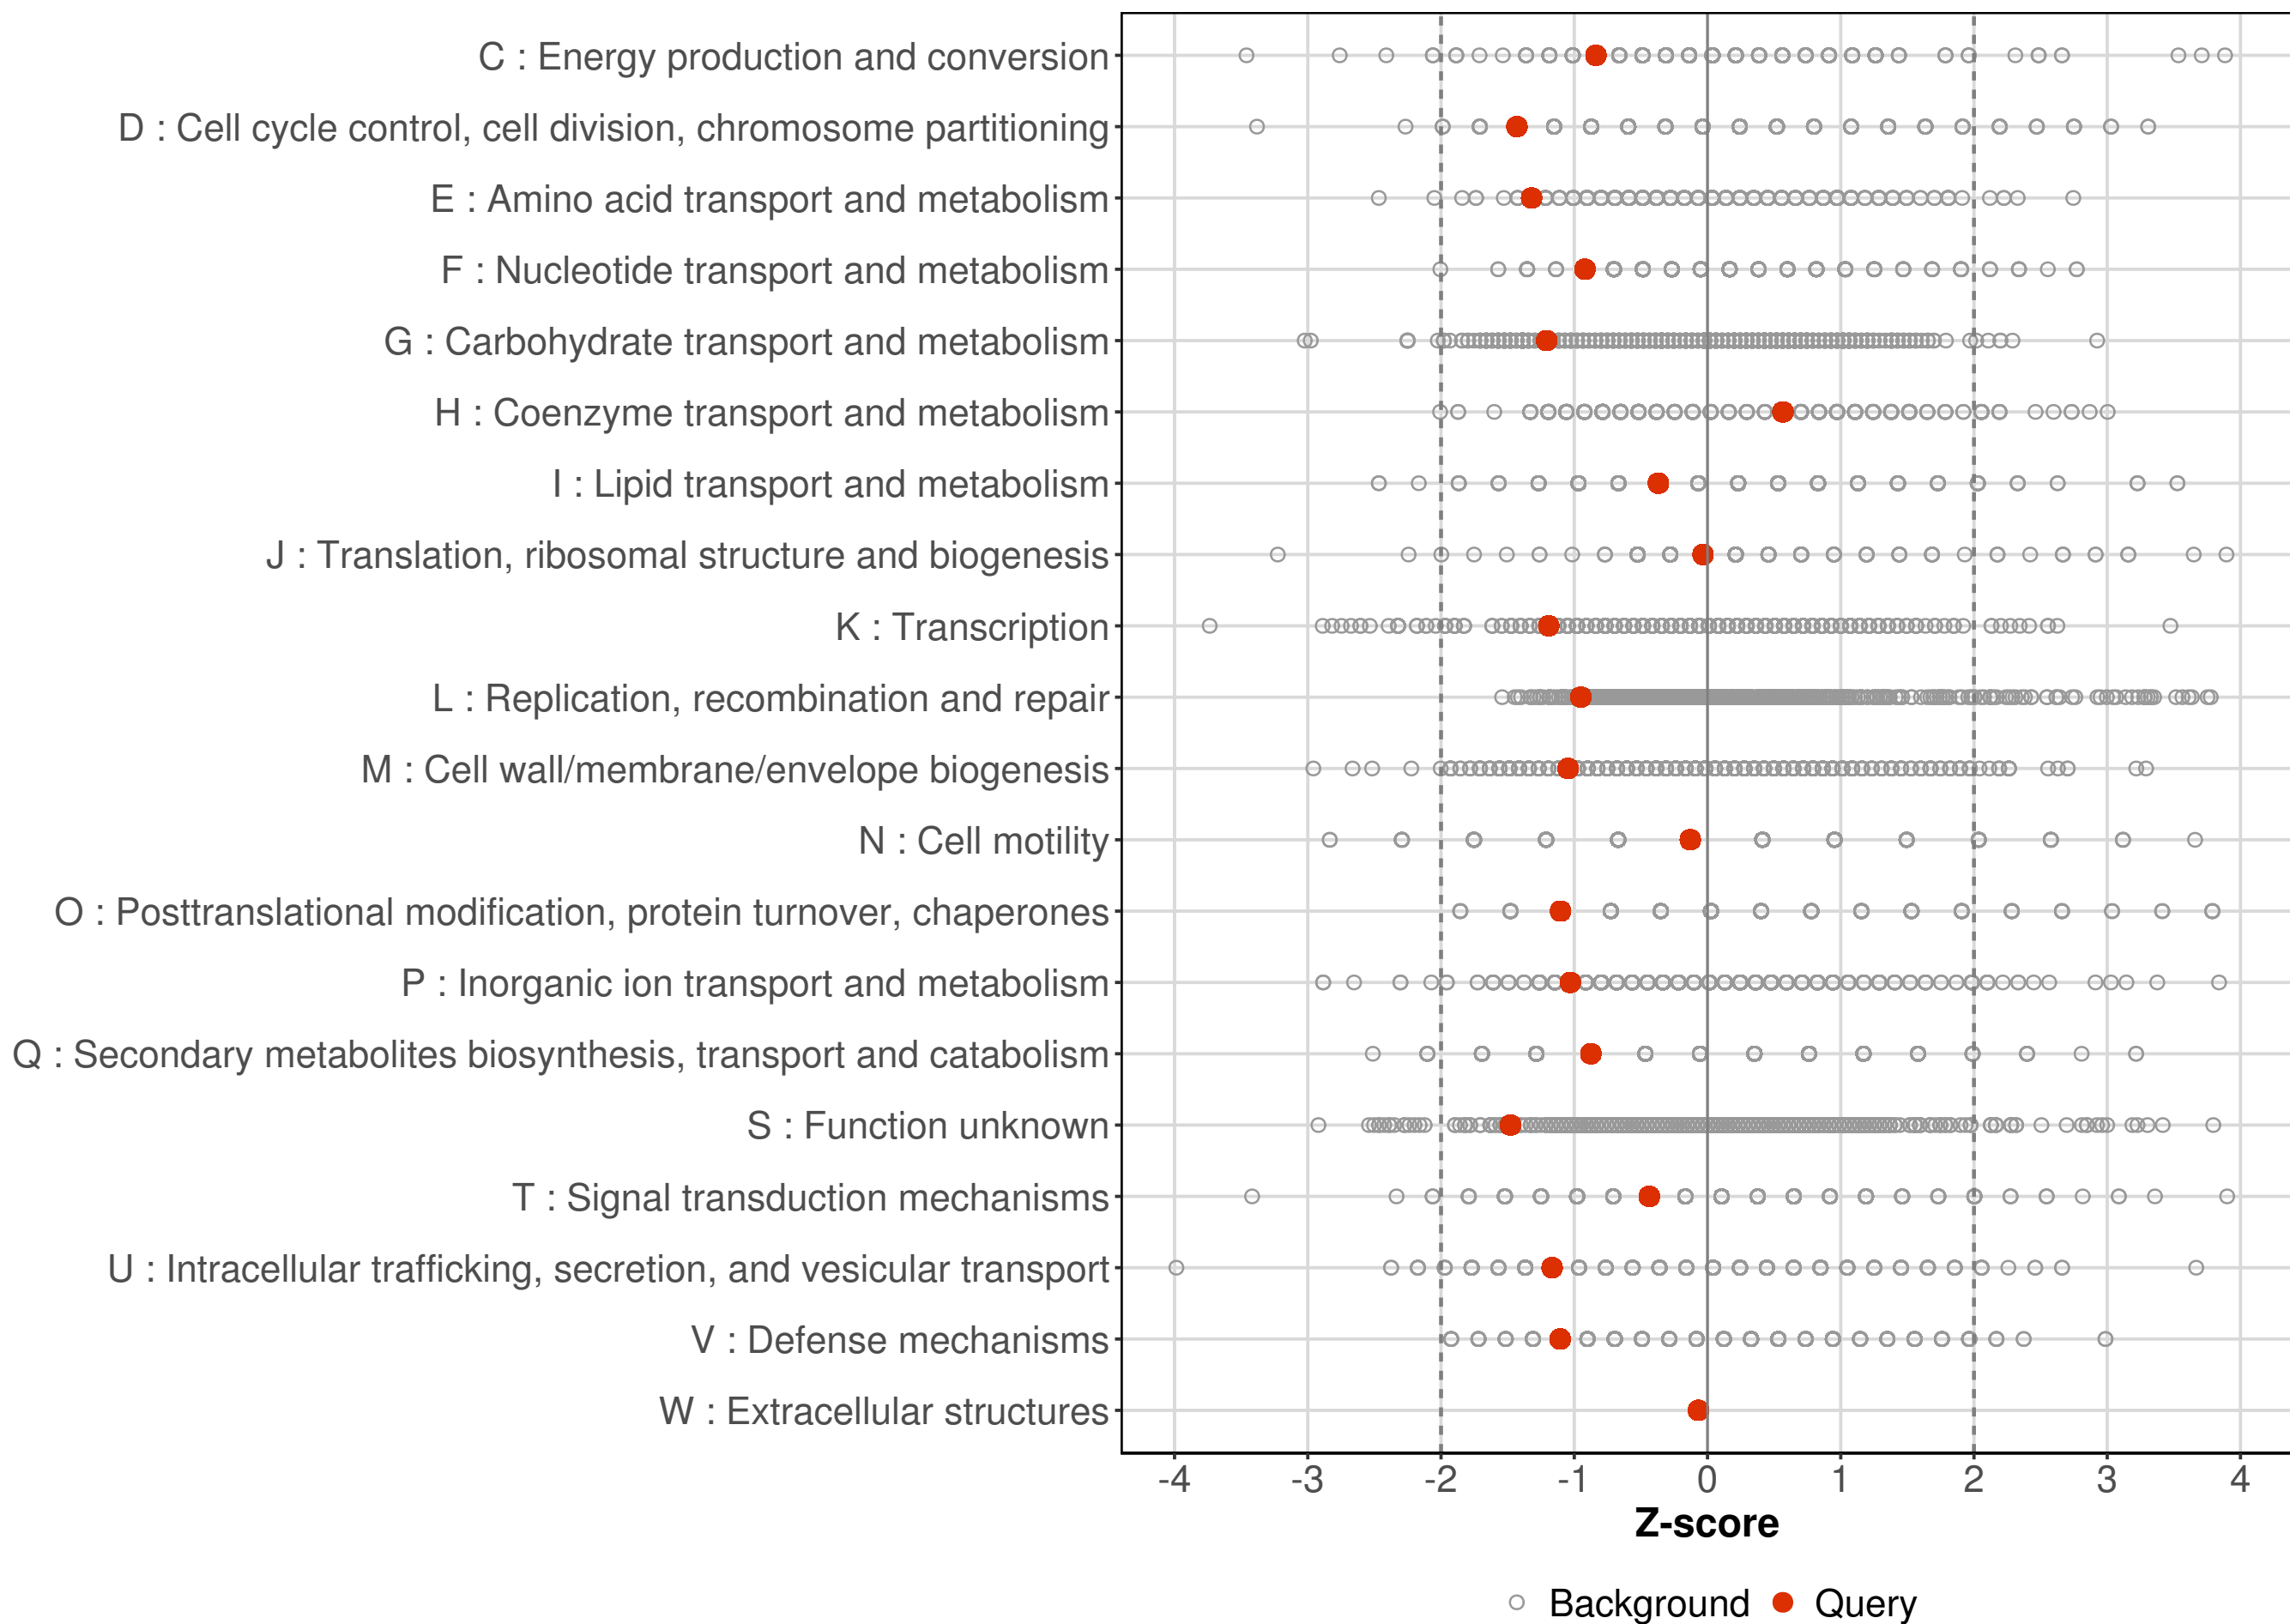 C : Energy production and conversion
D : Cell cycle control, cell division, chromosome partitioning
E : Amino acid transport and metabolism
F : Nucleotide transport and metabolism
G : Carbohydrate transport and metabolism
H : Coenzyme transport and metabolism
I : Lipid transport and metabolism
J : Translation, ribosomal structure and biogenesis
K : Transcription
L : Replication, recombination and repair
M : Cell wall/membrane/envelope biogenesis
N : Cell motility
O : Posttranslational modification, protein turnover, chaperones
P : Inorganic ion transport and metabolism
Q : Secondary metabolites biosynthesis, transport and catabolism
S : Function unknown
T : Signal transduction mechanisms
U : Intracellular trafficking, secretion, and vesicular transport
V : Defense mechanisms
W : Extracellular structures
-4 -3 -2 -1 0 1 2 3 4
Z-score
Background Query